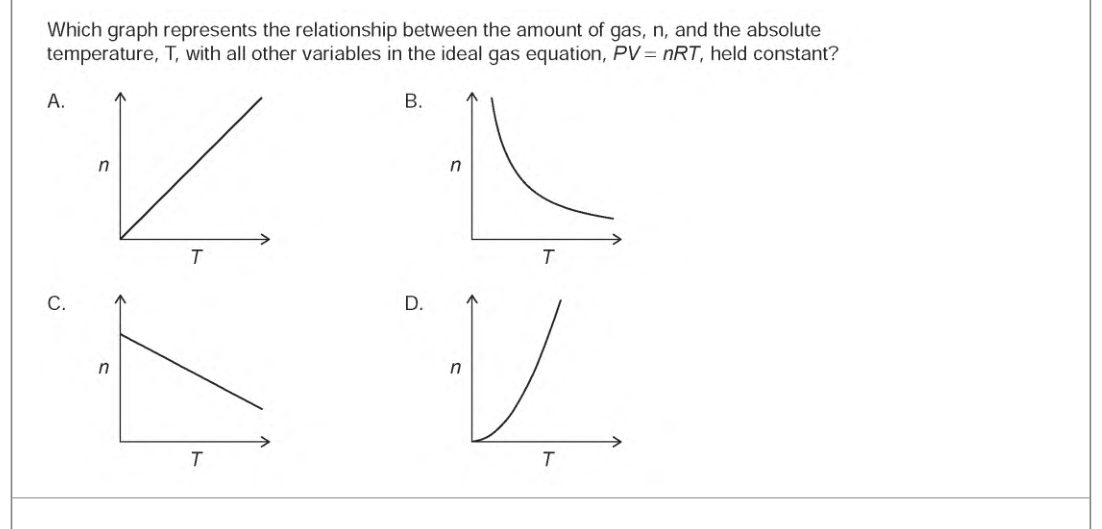 Which graph represents the relationship between the amount of gas, n, and the absolute
temperature, T, with all other variables in the ideal gas equation, PV = nRT, held constant?
A.
B.
n
n
T
T
C.
D.
n
n
T
T